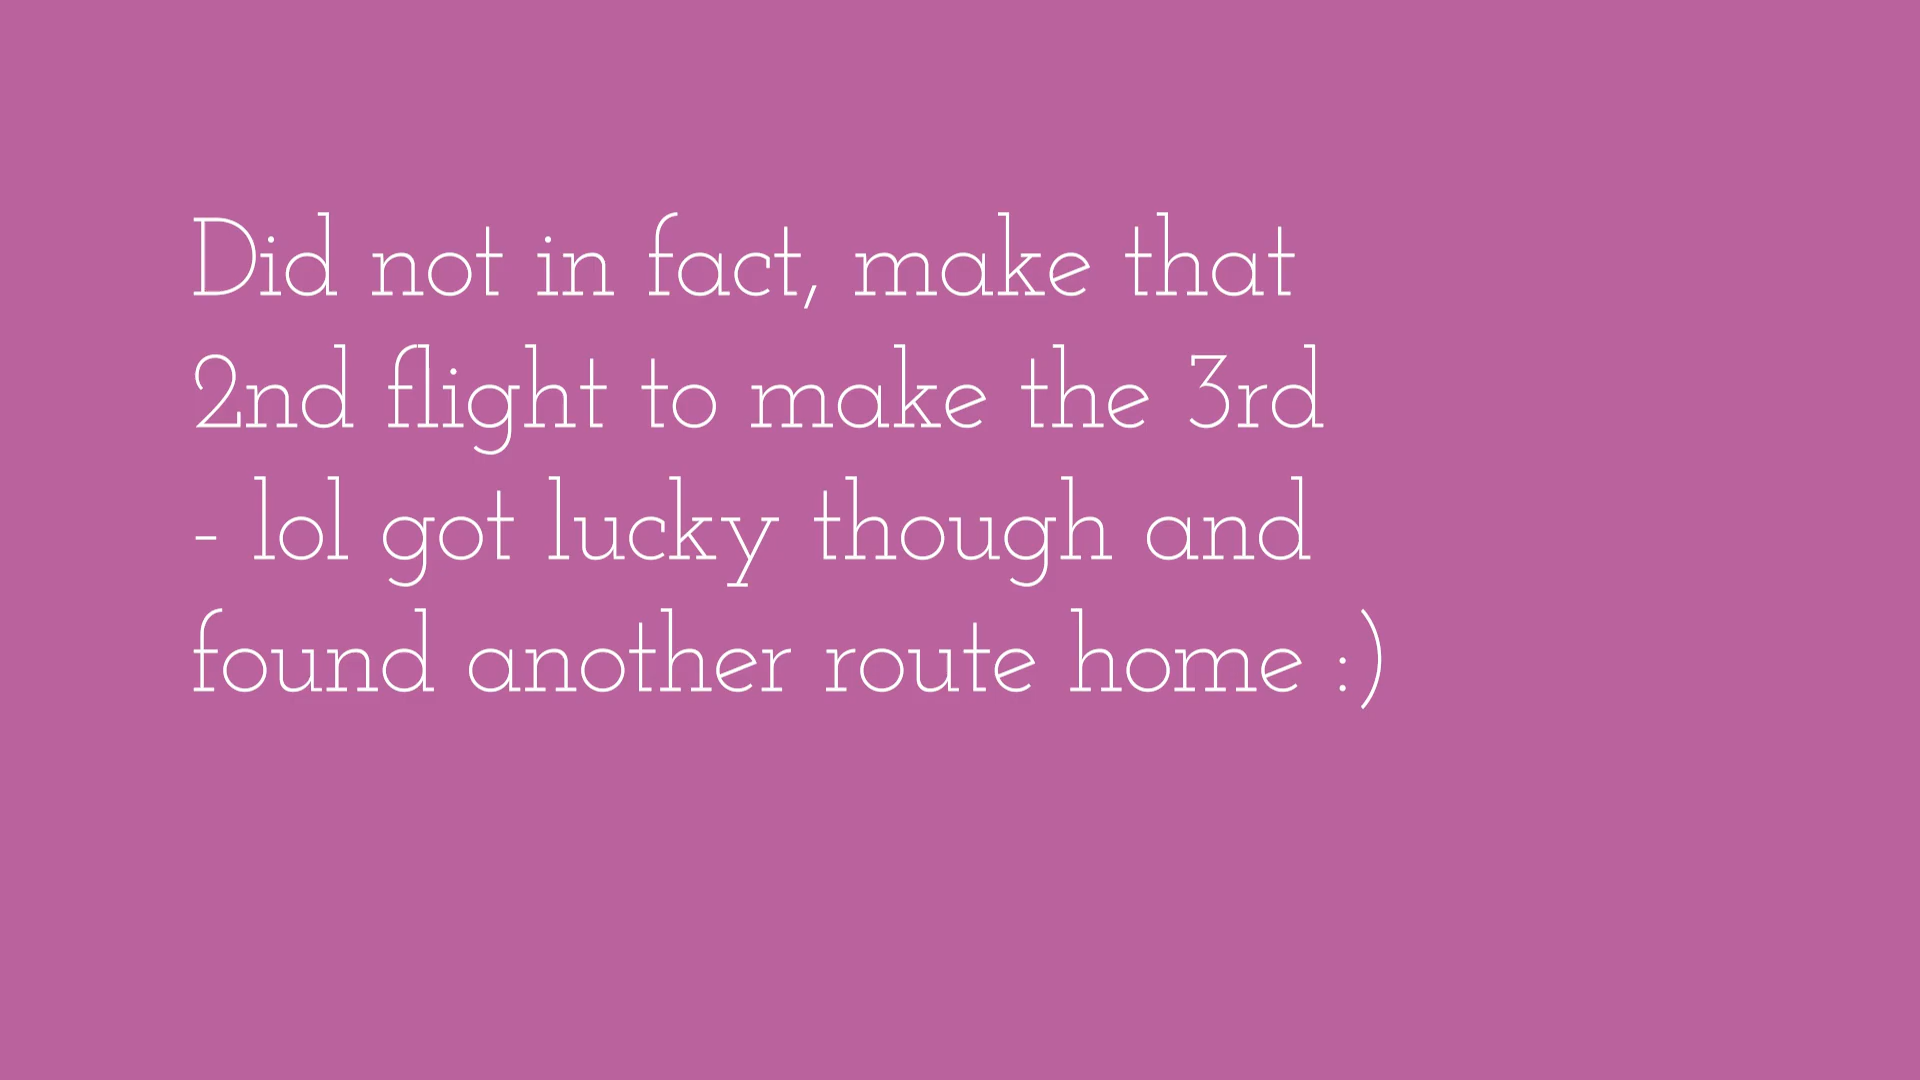 Did not in fact, make that
2nd flight to make the 3rd
- lol got lucky though and
found another route home :)